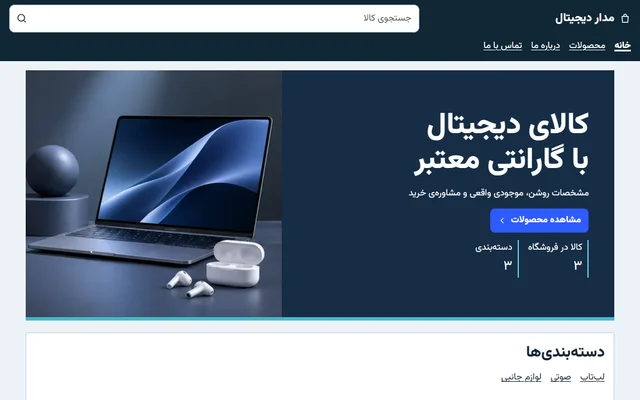 مدار دیجیتال
جستجوی کالا
خانه
محصولات
درباره ما
تماس با ما
کالای دیجیتال
با گارانتی معتبر
مشخصات روشن، موجودی واقعی و مشاوره‌ی خرید
مشاهده محصولات
کالا در فروشگاه
۳
دسته‌بندی
۳
دسته‌بندی‌ها
لپ‌تاپ
صوتی
لوازم جانبی